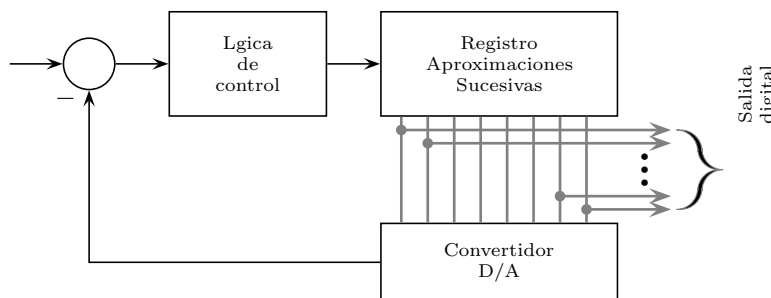 Lgica
de
control
Registro
Aproximaciones
Sucesivas
Salida
digital
−
Convertidor
D/A